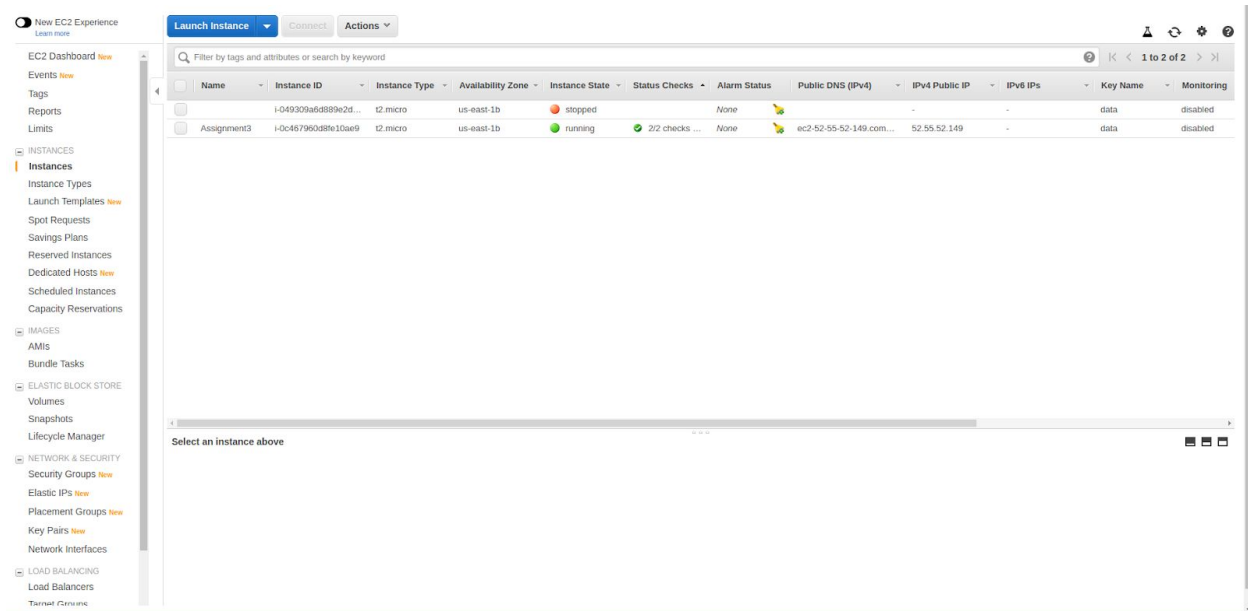 New EC2 Experience
Learn more
Launch Instance Connect Actions
EC2 Dashboard New
Events New
Tags
Reports
Limits
INSTANCES
Instances
Instance Types
Launch Templates New
Spot Requests
Savings Plans
Reserved Instances
Dedicated Hosts New
Scheduled Instances
Capacity Reservations
IMAGES
AMIs
Bundle Tasks
ELASTIC BLOCK STORE
Volumes
Snapshots
Lifecycle Manager
NETWORK & SECURITY
Security Groups New
Elastic IPs New
Placement Groups New
Key Pairs New
Network Interfaces
LOAD BALANCING
Load Balancers
Target Groups
Filter by tags and attributes or search by keyword 1 to 2 of 2
Name Instance ID Instance Type Availability Zone Instance State Status Checks Alarm Status Public DNS (IPv4) IPv4 Public IP IPv6 IPs Key Name Monitoring
i-049309a6d889e2d... t2.micro us-east-1b stopped None - - data disabled
Assignment3 i-0c467960d8fe10ae9 t2.micro us-east-1b running 2/2 checks ... None ec2-52-55-52-149.com... 52.55.52.149 - data disabled
Select an instance above